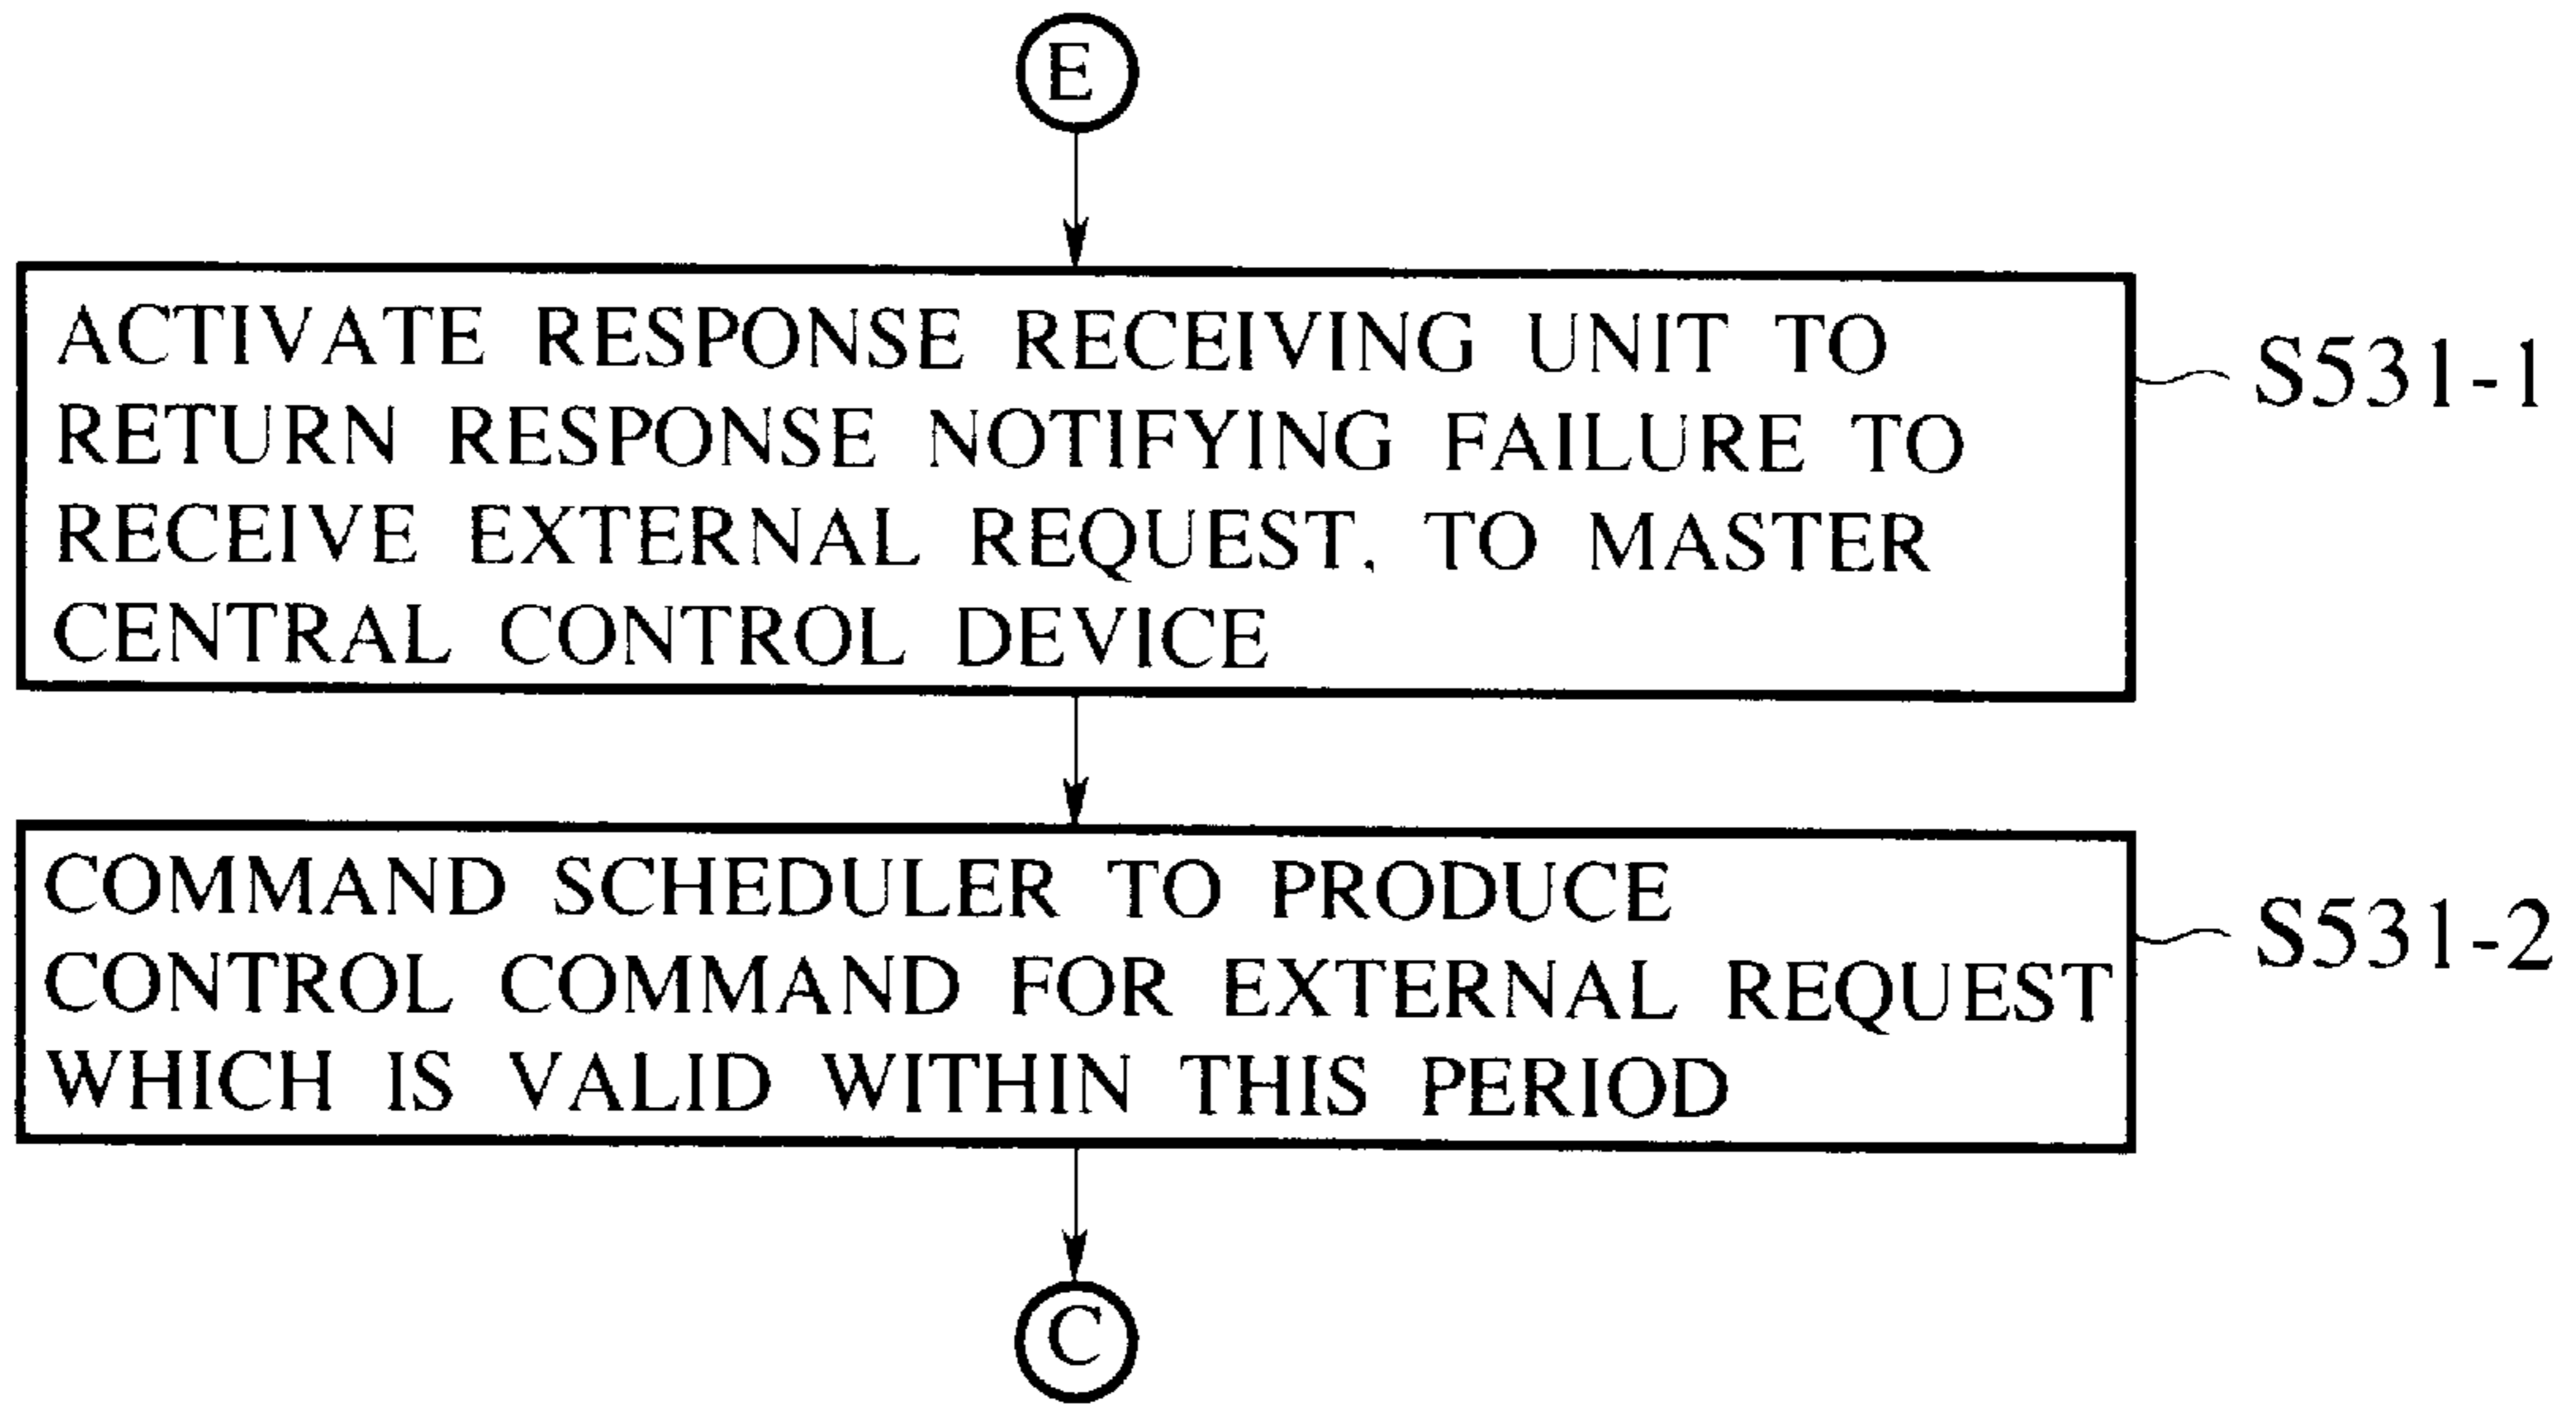 E
ACTIVATE RESPONSE RECEIVING UNIT TO
RETURN RESPONSE NOTIFYING FAILURE TO
RECEIVE EXTERNAL REQUEST, TO MASTER
CENTRAL CONTROL DEVICE
S531-1
COMMAND SCHEDULER TO PRODUCE
CONTROL COMMAND FOR EXTERNAL REQUEST
WHICH IS VALID WITHIN THIS PERIOD
S531-2
C